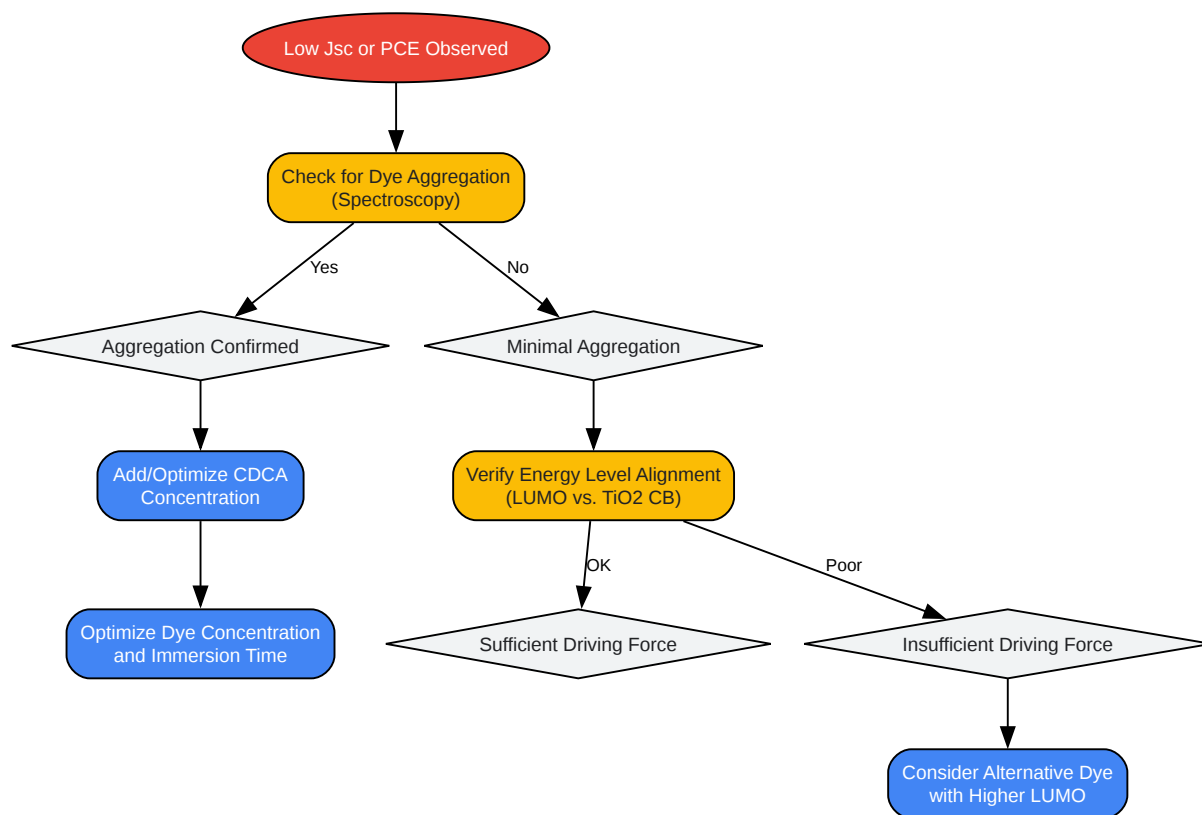 Low Jsc or PCE Observed
Check for Dye Aggregation
(Spectroscopy)
Yes
No
Aggregation Confirmed
Minimal Aggregation
Add/Optimize CDCA
Concentration
Verify Energy Level Alignment
(LUMO vs. TiO2 CB)
OK
Poor
Optimize Dye Concentration
and Immersion Time
Sufficient Driving Force
Insufficient Driving Force
Consider Alternative Dye
with Higher LUMO